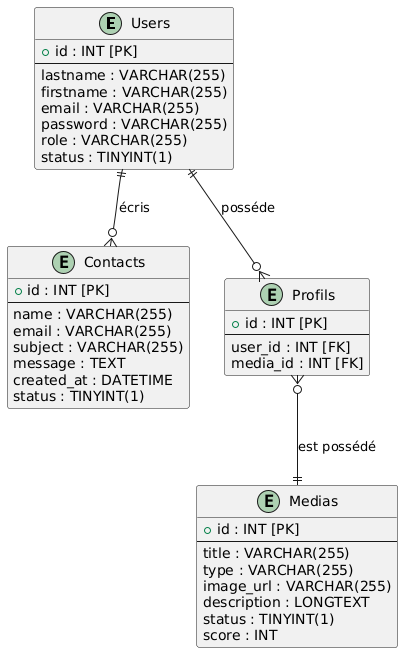 E Users
id : INT [PK]
lastname : VARCHAR(255)
firstname : VARCHAR(255)
email : VARCHAR(255)
password : VARCHAR(255)
role : VARCHAR(255)
status : TINYINT(1)
écris
posséde
E Contacts
id : INT [PK]
name : VARCHAR(255)
email : VARCHAR(255)
subject : VARCHAR(255)
message : TEXT
created_at : DATETIME
status : TINYINT(1)
E Profils
id : INT [PK]
user_id : INT [FK]
media_id : INT [FK]
est possédé
E Medias
id : INT [PK]
title : VARCHAR(255)
type : VARCHAR(255)
image_url : VARCHAR(255)
description : LONGTEXT
status : TINYINT(1)
score : INT